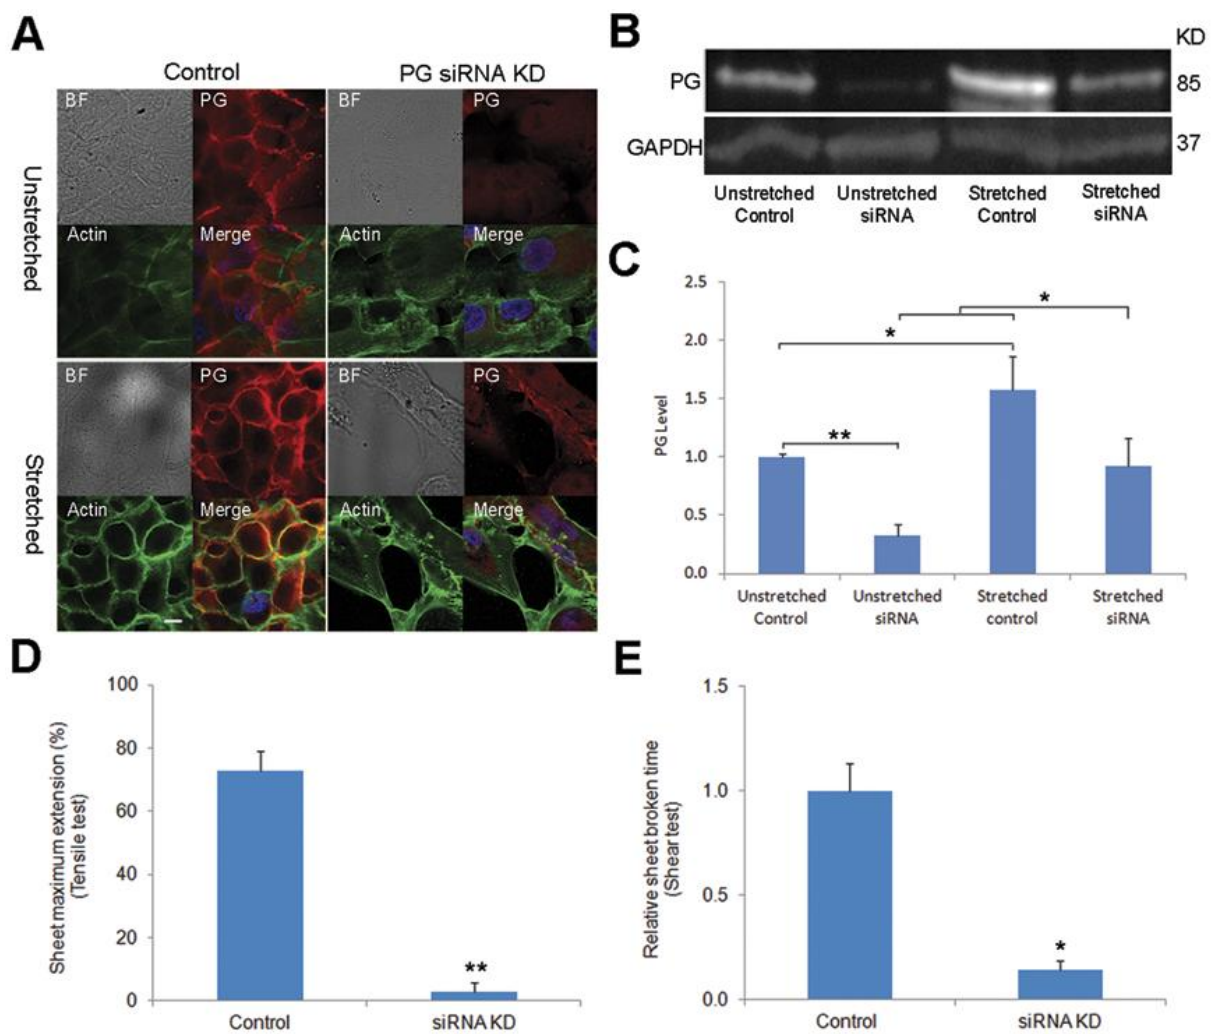 A
Control
PG siRNA KD
Unstretched
BF
PG
BF
PG
Actin
Merge
Actin
Merge
Stretched
BF
PG
BF
PG
Actin
Merge
Actin
Merge
B
KD
PG
85
GAPDH
37
Unstretched
Control
Unstretched
siRNA
Stretched
Control
Stretched
siRNA
C
PG Level
2.5
2.0
1.5
1.0
0.5
0.0
*
*
**
Unstretched
Control
Unstretched
siRNA
Stretched
control
Stretched
siRNA
D
Sheet maximum extension (%)
(Tensile test)
100
80
60
40
20
0
**
Control
siRNA KD
E
Relative sheet broken time
(Shear test)
1.5
1.0
0.5
0.0
*
Control
siRNA KD